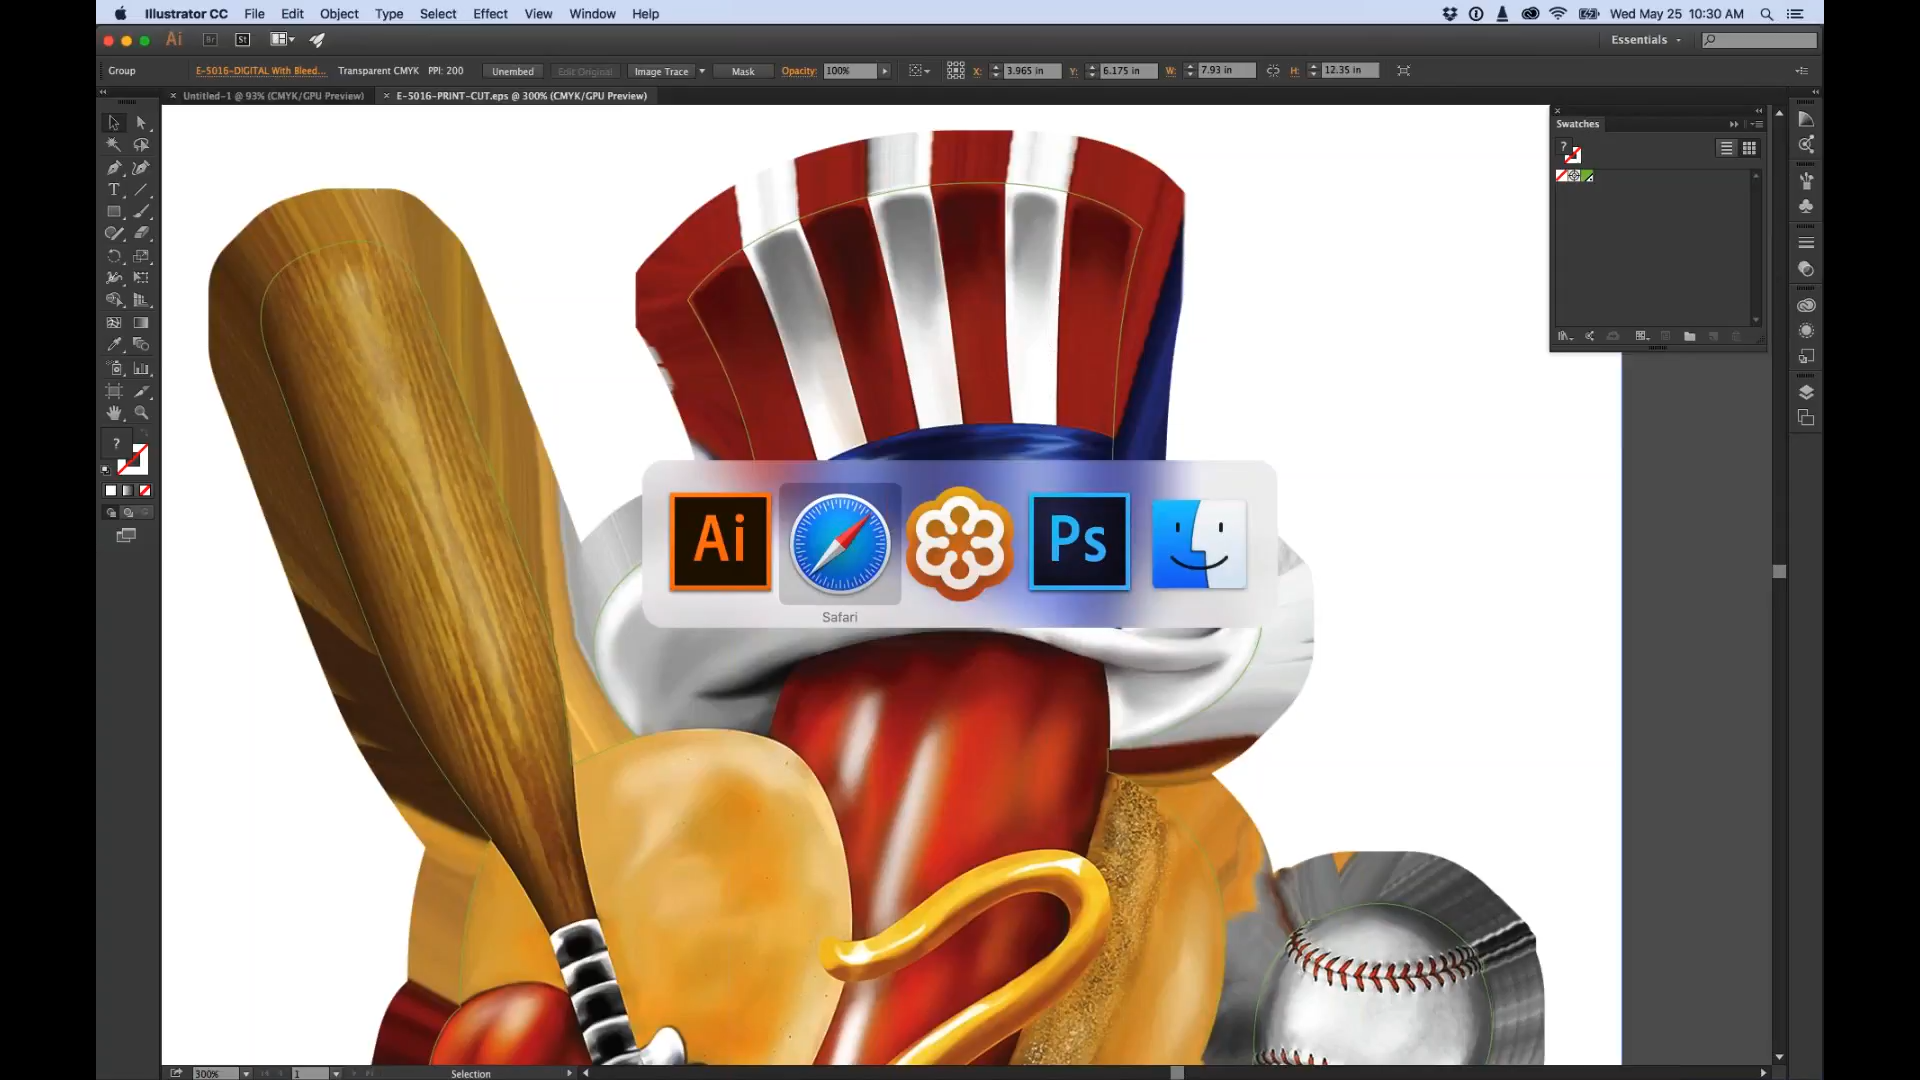 Illustrator CC File Edit Object Type Select Effect View Window Help Wed May 25 10:30 AM
Ai Br St Essentials
Group E-5016-DIGITAL With Bleed... Transparent CMYK PPI: 200 Unembed Edit Original Image Trace Mask Opacity: 100% X: 3.965 in Y: 6.175 in W: 7.93 in H: 12.35 in
Untitled-1 @ 93% (CMYK/GPU Preview) E-5016-PRINT-CUT.eps @ 300% (CMYK/GPU Preview)
Swatches
?
T
?
Ai Ps
Safari
300% 1 Selection